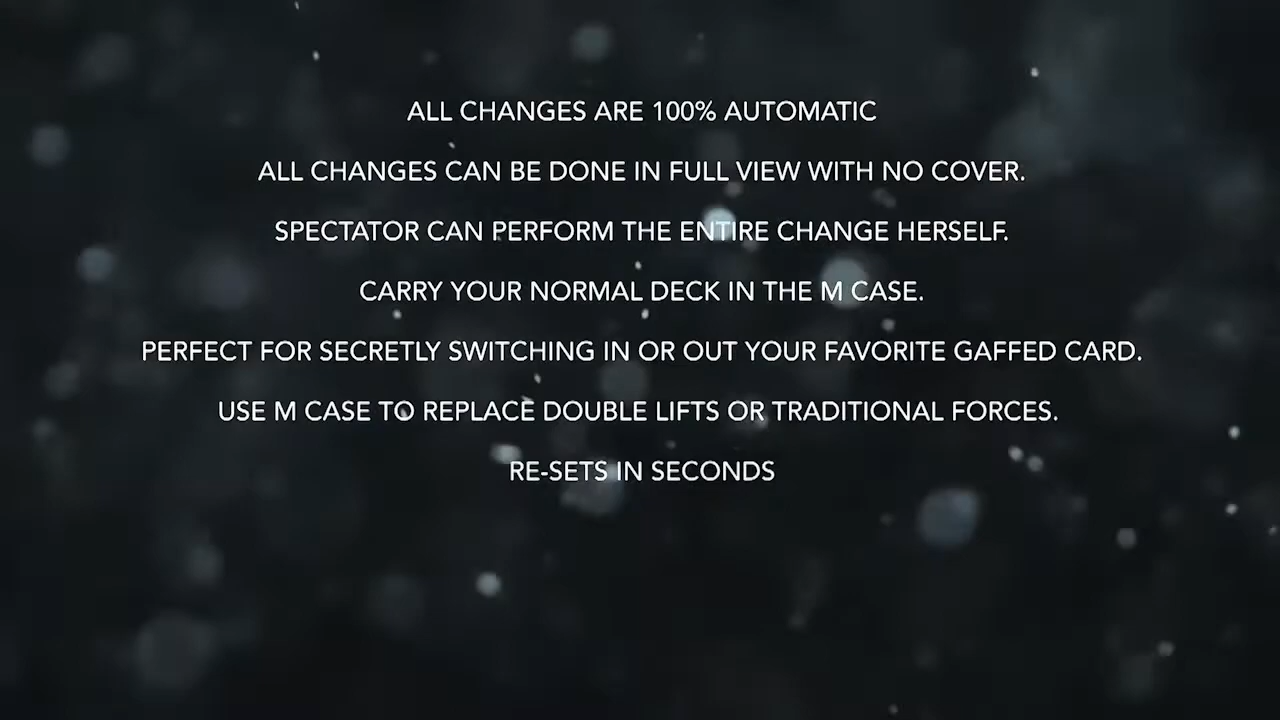 ALL CHANGES ARE 100% AUTOMATIC
ALL CHANGES CAN BE DONE IN FULL VIEW WITH NO COVER.
SPECTATOR CAN PERFORM THE ENTIRE CHANGE HERSELF.
CARRY YOUR NORMAL DECK IN THE M CASE.
PERFECT FOR SECRETLY SWITCHING IN OR OUT YOUR FAVORITE GAFFED CARD.
USE M CASE TO REPLACE DOUBLE LIFTS OR TRADITIONAL FORCES.
RE-SETS IN SECONDS